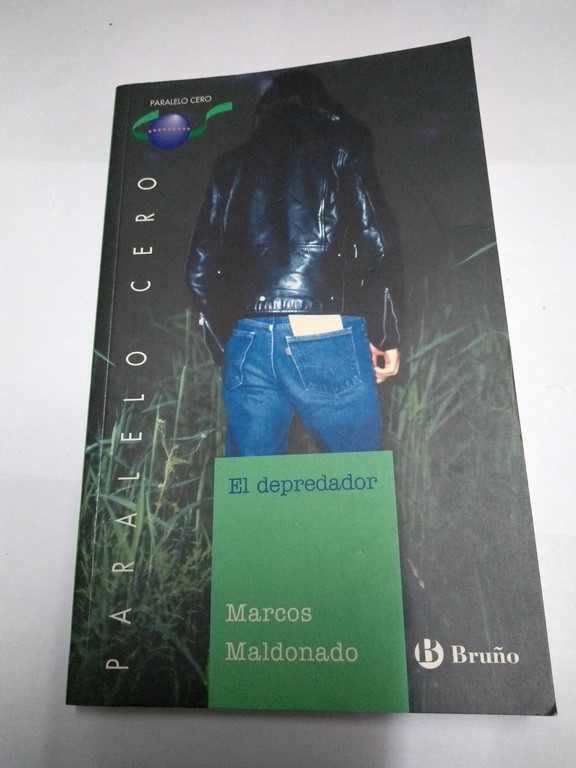 PARALELO CERO
PARALELO CERO
El depredador
Marcos
Maldonado
B Bruño